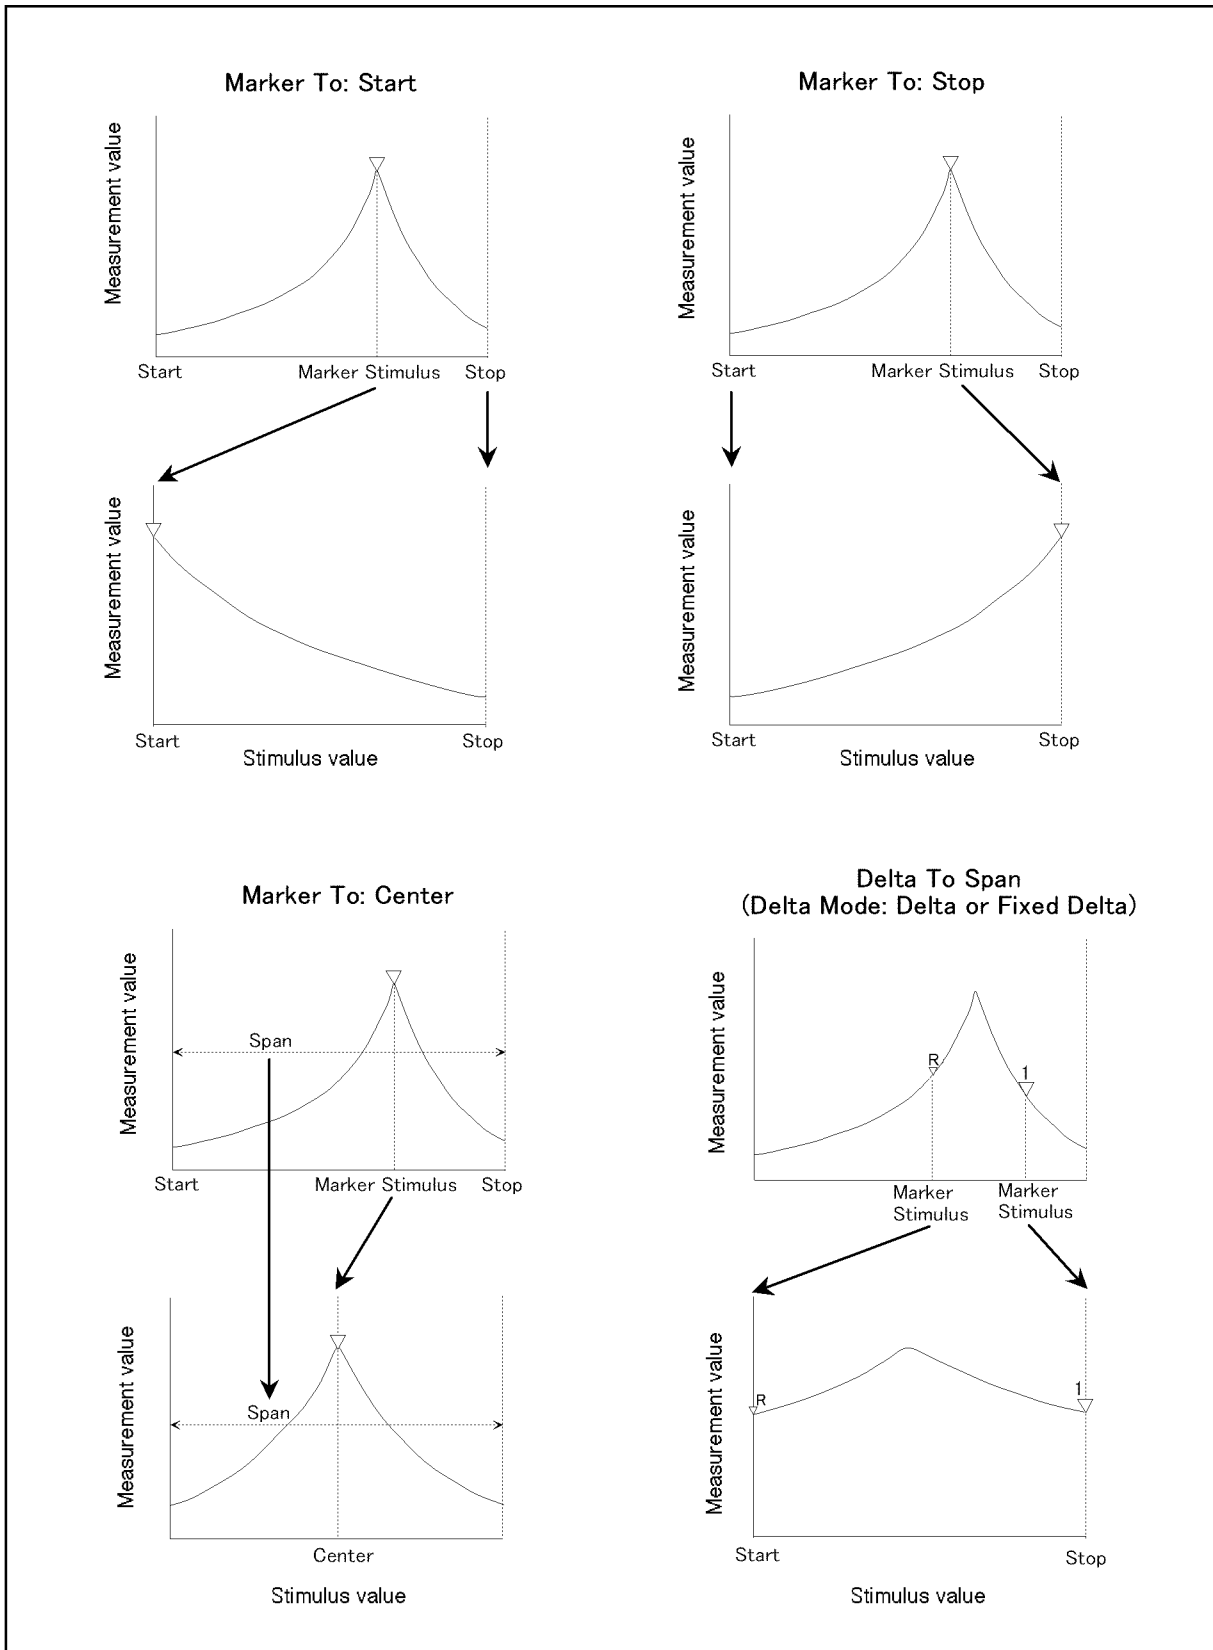 Marker To: Start
Measurement value
Start
Marker Stimulus
Stop
Measurement value
Start
Stop
Stimulus value
Marker To: Stop
Measurement value
Start
Marker Stimulus
Stop
Measurement value
Start
Stop
Stimulus value
Marker To: Center
Measurement value
Span
Start
Marker Stimulus
Stop
Measurement value
Span
Center
Stimulus value
Delta To Span
(Delta Mode: Delta or Fixed Delta)
Measurement value
R
1
Marker
Stimulus
Marker
Stimulus
Measurement value
R
1
Start
Stop
Stimulus value